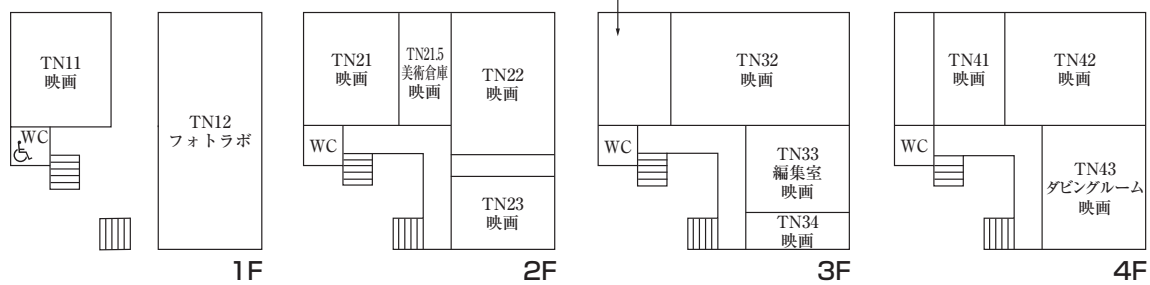 TN11
映画
WC
TN12
フォトラボ
1F
TN21
映画
TN21.5
美術倉庫
映画
TN22
映画
WC
TN23
映画
2F
TN32
映画
WC
TN33
編集室
映画
TN34
映画
3F
TN41
映画
TN42
映画
WC
TN43
ダビングルーム
映画
4F